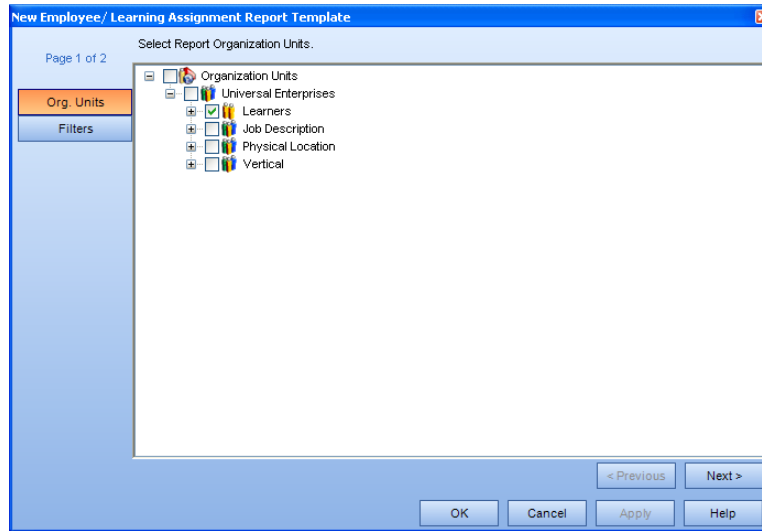 New Employee/ Learning Assignment Report Template
Page 1 of 2
Select Report Organization Units.
Org. Units
Filters
Organization Units
Universal Enterprises
Learners
Job Description
Physical Location
Vertical
< Previous
Next >
OK
Cancel
Apply
Help